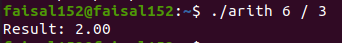 faisal152@faisal152:~$ ./arith 6 / 3
Result: 2.00